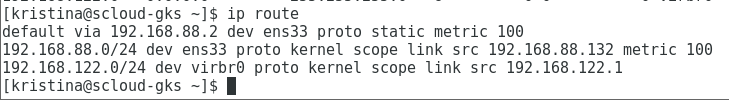 [kristina@scloud-gks ~]$ ip route
default via 192.168.88.2 dev ens33 proto static metric 100
192.168.88.0/24 dev ens33 proto kernel scope link src 192.168.88.132 metric 100
192.168.122.0/24 dev virbr0 proto kernel scope link src 192.168.122.1
[kristina@scloud-gks ~]$